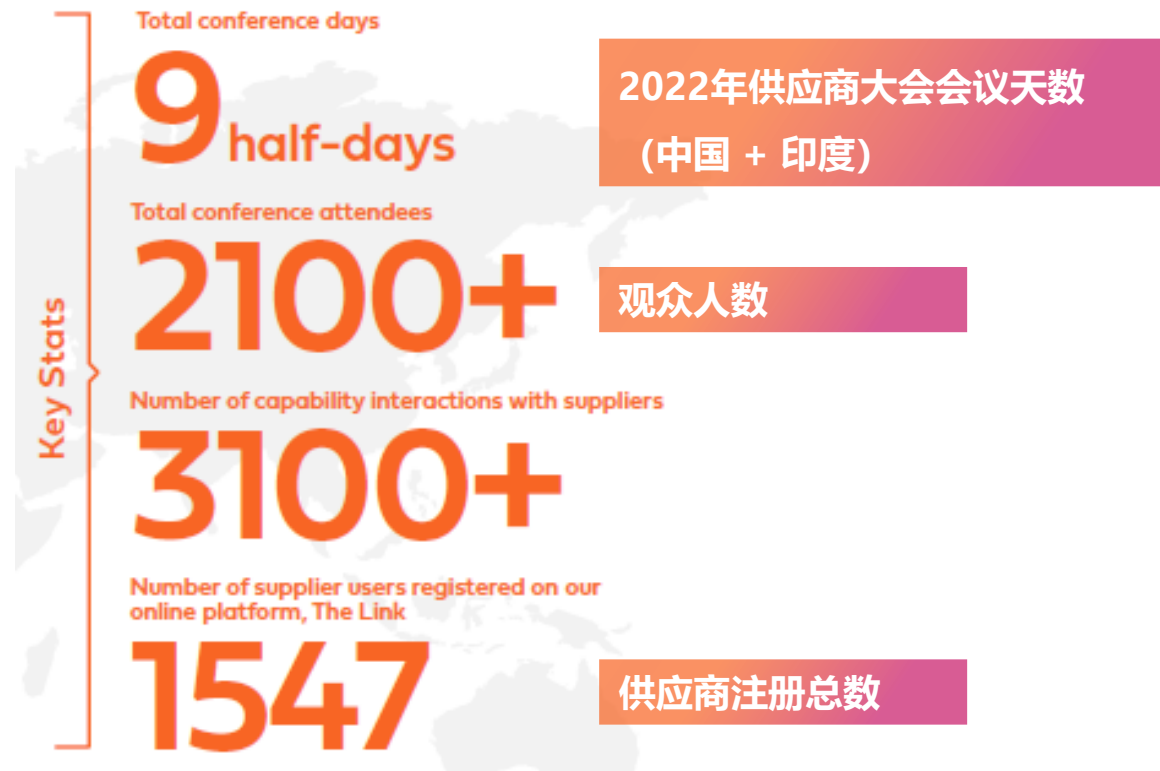 Key Stats
Total conference days
9 half-days
2022年供应商大会会议天数
(中国 + 印度)
Total conference attendees
2100+
观众人数
Number of capability interactions with suppliers
3100+
Number of supplier users registered on our
online platform, The Link
1547
供应商注册总数